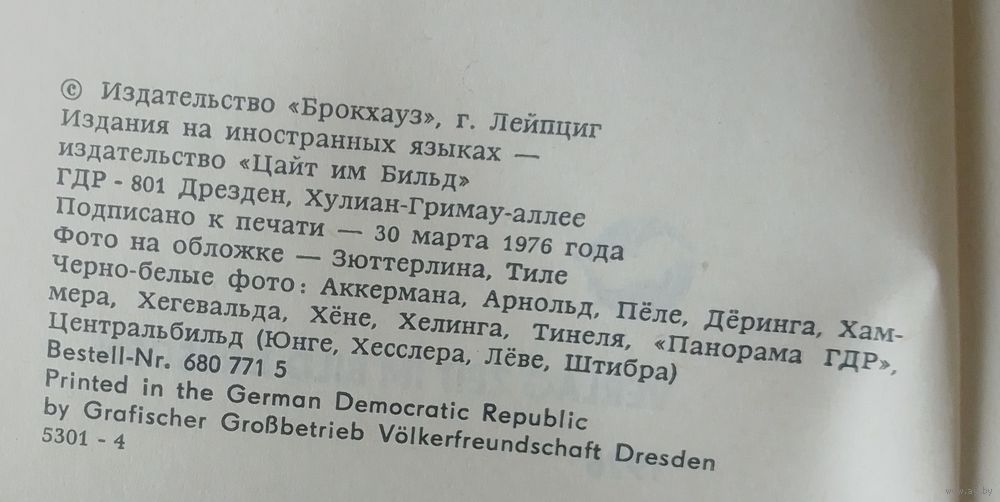 © Издательство «Брокхауз», г. Лейпциг
Издания на иностранных языках —
издательство «Цайт им Бильд»
ГДР - 801 Дрезден, Хулиан-Гримау-аллее
Подписано к печати — 30 марта 1976 года
Фото на обложке — Зюттерлина, Тиле
Черно-белые фото: Аккермана, Арнольд, Пёле, Дёринга, Хам-
мера, Хегевальда, Хёне, Хелинга, Тинеля, «Панорама ГДР»,
Центральбильд (Юнге, Хесслера, Лёве, Штибра)
Bestell-Nr. 680 771 5
Printed in the German Democratic Republic
by Grafischer Großbetrieb Völkerfreundschaft Dresden
5301 - 4